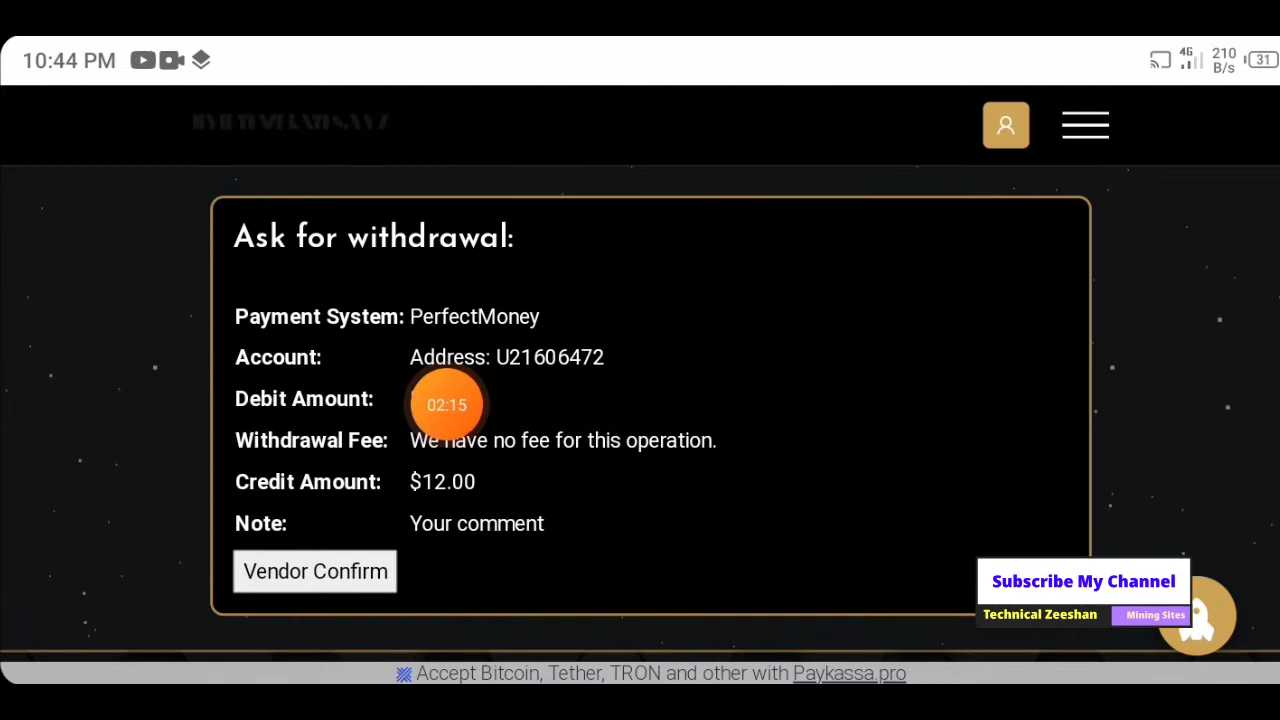 10:44 PM
4G
210
B/s
31
Ask for withdrawal:
Payment System: PerfectMoney
Account: Address: U21606472
Debit Amount:
02:15
Withdrawal Fee: We have no fee for this operation.
Credit Amount: $12.00
Note: Your comment
Vendor Confirm
Subscribe My Channel
Technical Zeeshan Mining Sites
Accept Bitcoin, Tether, TRON and other with Paykassa.pro